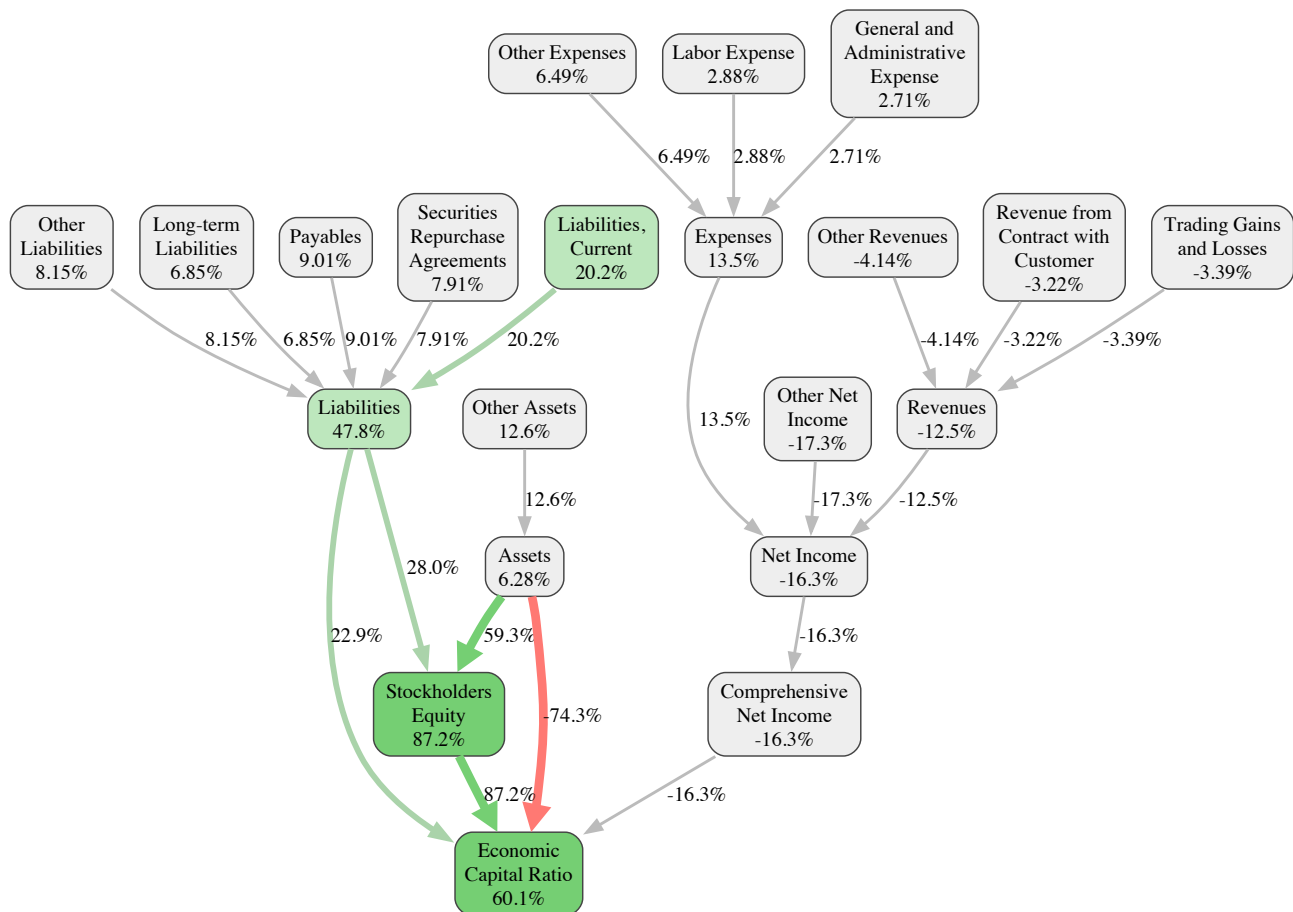 General and
Administrative
Expense
2.71%
Other Expenses
6.49%
Labor Expense
2.88%
6.49%
2.88%
2.71%
Other
Liabilities
8.15%
Long-term
Liabilities
6.85%
Payables
9.01%
Securities
Repurchase
Agreements
7.91%
Liabilities,
Current
20.2%
Expenses
13.5%
Other Revenues
-4.14%
Revenue from
Contract with
Customer
-3.22%
Trading Gains
and Losses
-3.39%
8.15%
6.85%
9.01%
7.91%
20.2%
-4.14%
-3.22%
-3.39%
Liabilities
47.8%
Other Assets
12.6%
13.5%
Other Net
Income
-17.3%
Revenues
-12.5%
12.6%
-17.3%
-12.5%
28.0%
Assets
6.28%
Net Income
-16.3%
22.9%
59.3%
-16.3%
Stockholders
Equity
87.2%
-74.3%
Comprehensive
Net Income
-16.3%
87.2%
-16.3%
Economic
Capital Ratio
60.1%